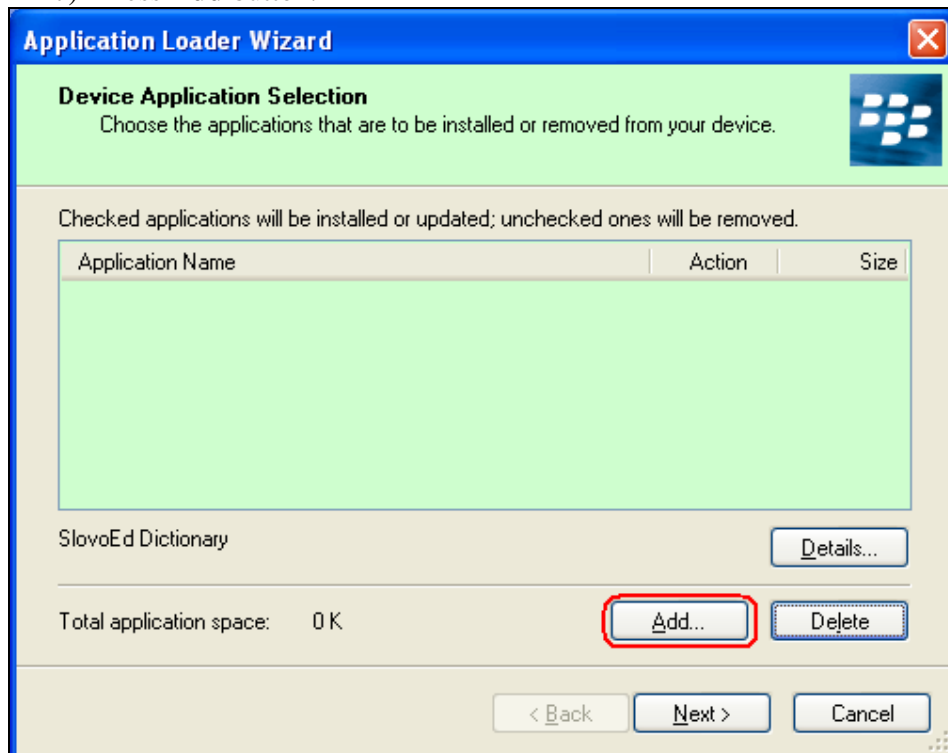 Application Loader Wizard
Device Application Selection
Choose the applications that are to be installed or removed from your device.
Checked applications will be installed or updated; unchecked ones will be removed.
Application Name Action Size
SlovoEd Dictionary
Details...
Total application space: 0 K Add... Delete
< Back Next > Cancel